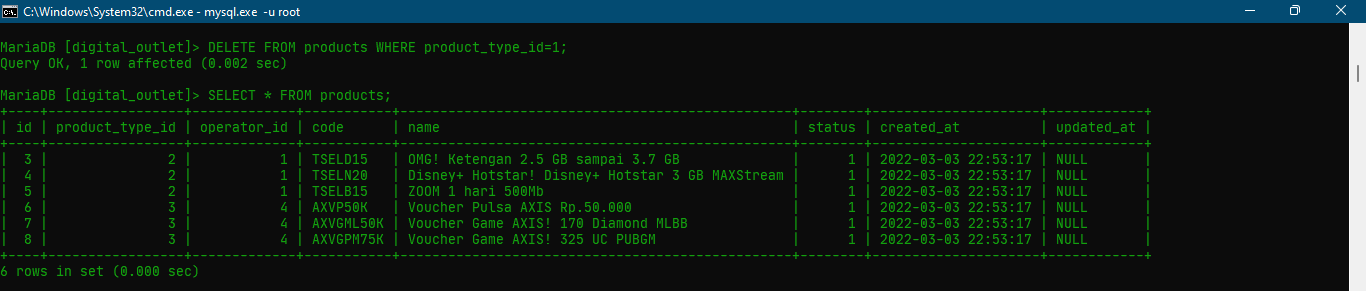 C:\Windows\System32\cmd.exe - mysql.exe -u root
MariaDB [digital_outlet]> DELETE FROM products WHERE product_type_id=1;
Query OK, 1 row affected (0.002 sec)
MariaDB [digital_outlet]> SELECT * FROM products;
+----+-----------------+-------------+----------+-------------------------------------------------+--------+---------------------+------------+
| id | product_type_id | operator_id | code     | name                                            | status | created_at          | updated_at |
+----+-----------------+-------------+----------+-------------------------------------------------+--------+---------------------+------------+
|  3 |               2 |           1 | TSELD15  | OMG! Ketengan 2.5 GB sampai 3.7 GB              |      1 | 2022-03-03 22:53:17 | NULL       |
|  4 |               2 |           1 | TSELN20  | Disney+ Hotstar! Disney+ Hotstar 3 GB MAXStream |      1 | 2022-03-03 22:53:17 | NULL       |
|  5 |               2 |           1 | TSELB15  | ZOOM 1 hari 500Mb                               |      1 | 2022-03-03 22:53:17 | NULL       |
|  6 |               3 |           4 | AXVP50K  | Voucher Pulsa AXIS Rp.50.000                    |      1 | 2022-03-03 22:53:17 | NULL       |
|  7 |               3 |           4 | AXVGML50K | Voucher Game AXIS! 170 Diamond MLBB             |      1 | 2022-03-03 22:53:17 | NULL       |
|  8 |               3 |           4 | AXVGPM75K | Voucher Game AXIS! 325 UC PUBGM                 |      1 | 2022-03-03 22:53:17 | NULL       |
+----+-----------------+-------------+----------+-------------------------------------------------+--------+---------------------+------------+
6 rows in set (0.000 sec)